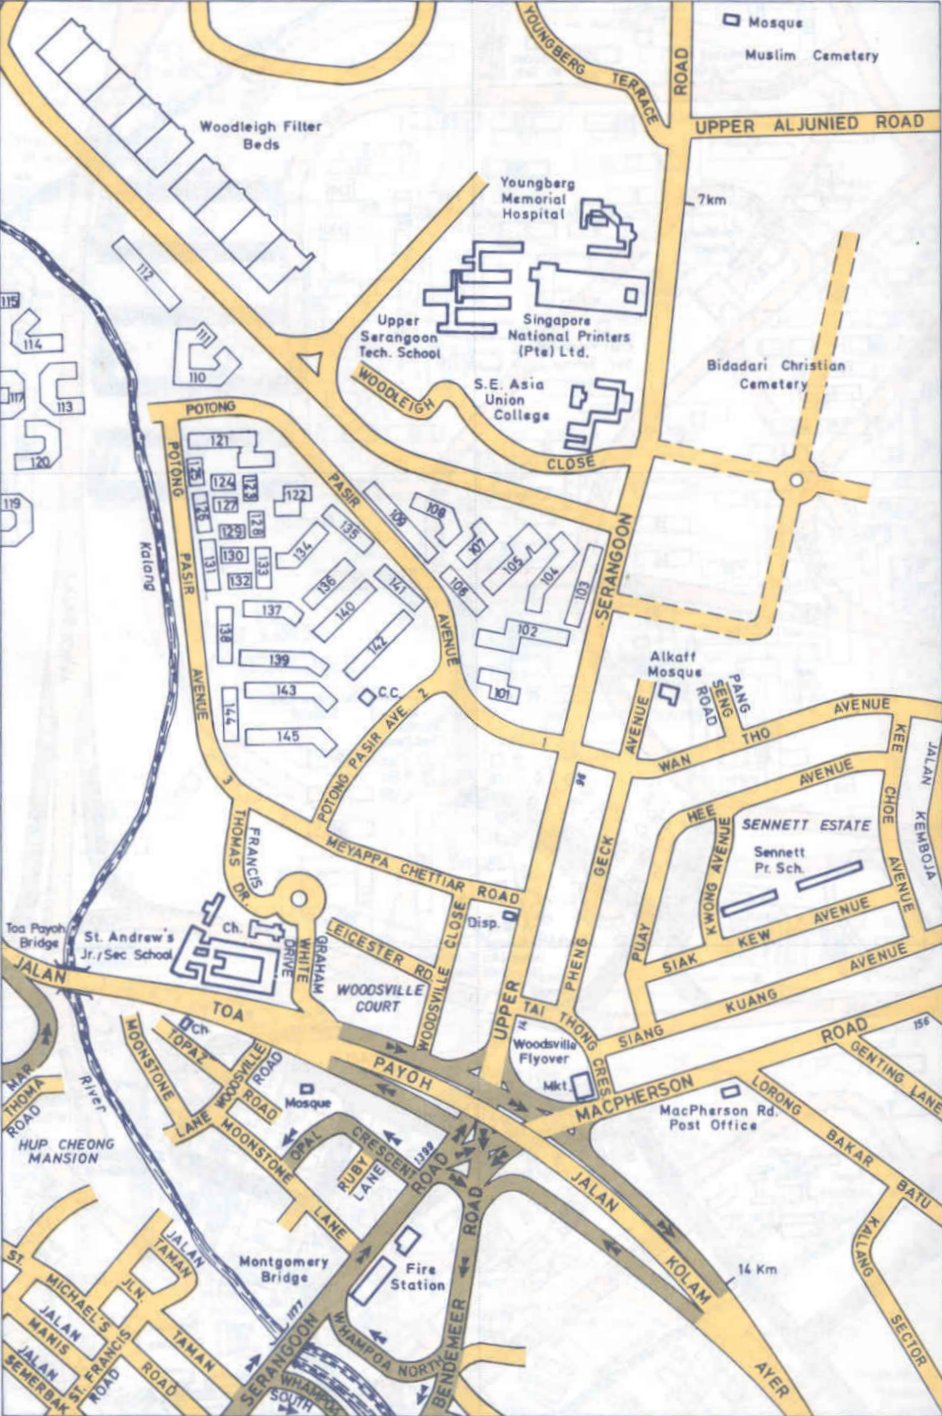 YOUNGBERG TERRACE
ROAD
Mosque
Muslim Cemetery
UPPER ALJUNIED ROAD
Woodleigh Filter
Beds
Youngberg
Memorial
Hospital
7km
112
115
114
117
113
120
119
111
110
Upper
Serangoon
Tech. School
Singapore
National Printers
(Pte) Ltd.
WOODLEIGH
CLOSE
S.E. Asia
Union
College
Bidadari Christian
Cemetery
POTONG
PASIR
AVENUE
1
POTONG
PASIR
AVENUE
3
121
125
124
123
122
126
127
128
129
130
131
132
133
134
135
136
137
138
139
140
141
142
143
144
145
109
108
107
106
105
104
103
102
101
SERANGOON
Kalang
C.C.
POTONG PASIR AVE. 2
Alkaff
Mosque
PANG
SENG
ROAD
AVENUE
WAN
THO
AVENUE
KEE
CHOE
AVENUE
JALAN
KEMBOJA
96
HEE
AVENUE
SENNETT ESTATE
Sennett
Pr. Sch.
KWONG AVENUE
PUAY
SIAK
KEW
AVENUE
GECK
PHENG
MEYAPPA CHETTIAR ROAD
FRANCIS
THOMAS
DR.
Disp.
Toa Payoh
Bridge
St. Andrew's
Jr./Sec School
Ch.
GRAHAM
WHITE
DRIVE
LEICESTER RD
WOODSVILLE CLOSE
WOODSVILLE
COURT
UPPER
14
TAI THONG CRES
SIANG
KUANG
AVENUE
JALAN
TOA
PAYOH
Woodsville
Flyover
Mkt.
MACPHERSON
ROAD
156
GENTING LANE
MacPherson Rd.
Post Office
LORONG
BAKAR
BATU
KALLANG
SECTOR
MAR
THOMA
ROAD
River
HUP CHEONG
MANSION
MOONSTONE
LANE
Ch
TOPAZ
ROAD
WOODSVILLE
ROAD
Mosque
MOONSTONE
LANE
OPAL
CRESCENT
RUBY
LANE
1399
ROAD
ROAD
JALAN
KOLAM
AYER
14 Km
Montgomery
Bridge
Fire
Station
1177
SERANGOON
WHAMPOA NORTH
WHAMPOA
SOUTH
BENDEMEER
ST.
MICHAEL'S
ROAD
JALAN
TAMAN
JLN.
TAMAN
JALAN
MANIS
JALAN
SEMERBAK
ST. FRANCIS
ROAD